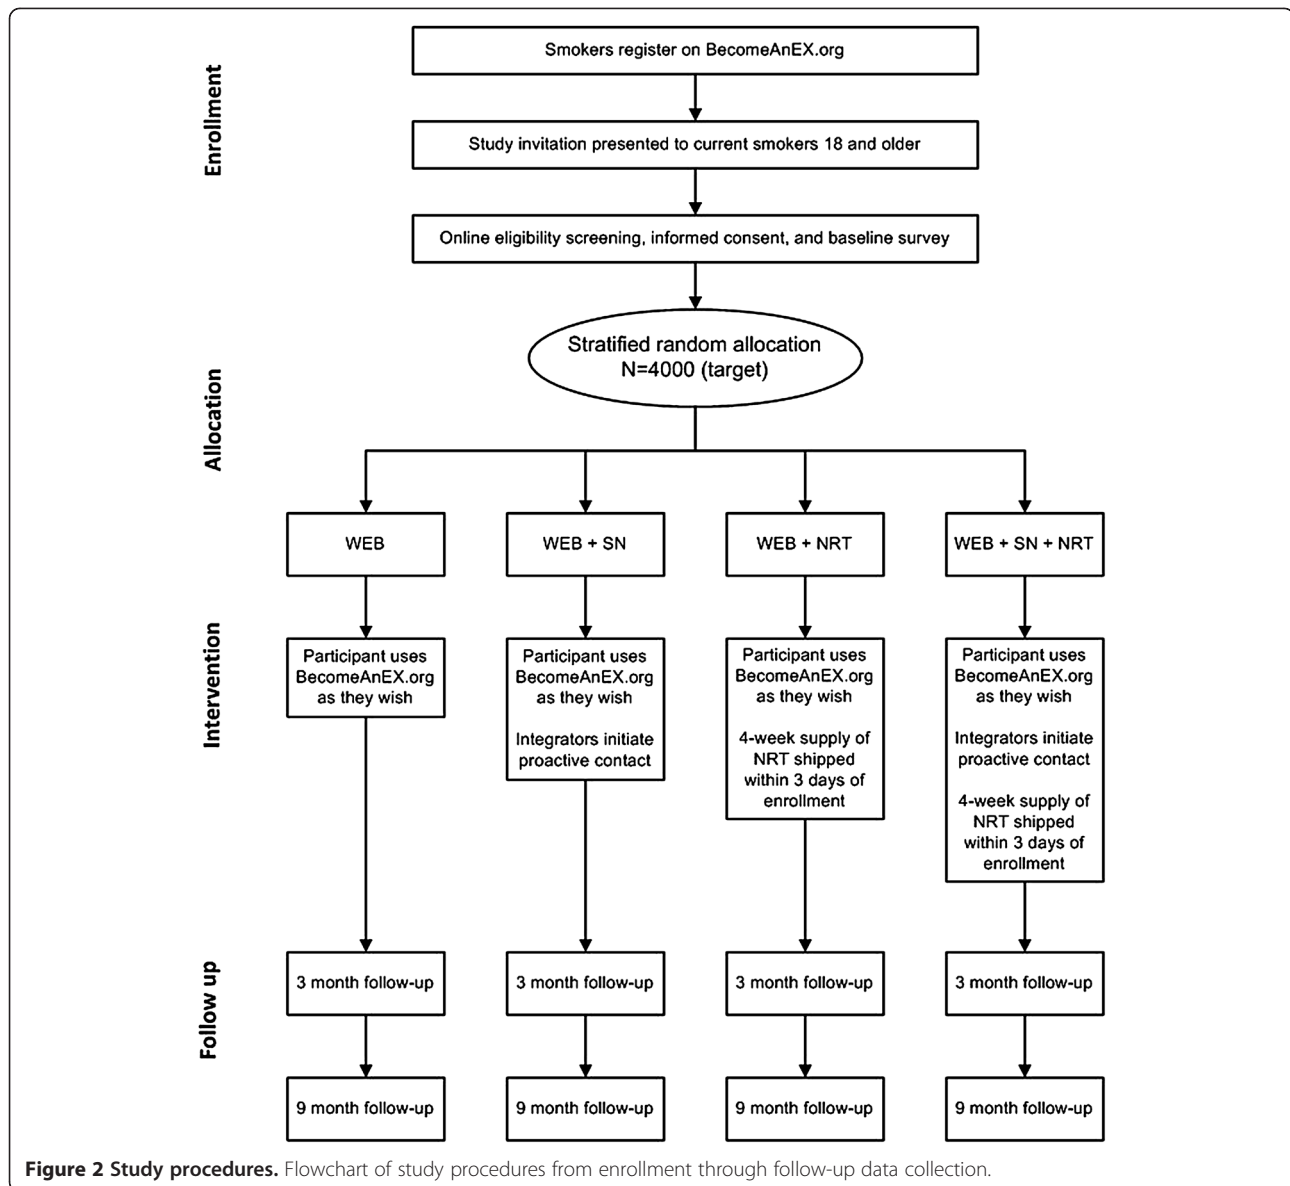 Enrollment
Smokers register on BecomeAnEX.org
Study invitation presented to current smokers 18 and older
Online eligibility screening, informed consent, and baseline survey
Allocation
Stratified random allocation
N=4000 (target)
WEB
WEB + SN
WEB + NRT
WEB + SN + NRT
Intervention
Participant uses
BecomeAnEX.org
as they wish
Participant uses
BecomeAnEX.org
as they wish
Integrators initiate
proactive contact
Participant uses
BecomeAnEX.org
as they wish
4-week supply of
NRT shipped
within 3 days of
enrollment
Participant uses
BecomeAnEX.org
as they wish
Integrators initiate
proactive contact
4-week supply of
NRT shipped
within 3 days of
enrollment
Follow up
3 month follow-up
3 month follow-up
3 month follow-up
3 month follow-up
9 month follow-up
9 month follow-up
9 month follow-up
9 month follow-up
Figure 2 Study procedures. Flowchart of study procedures from enrollment through follow-up data collection.